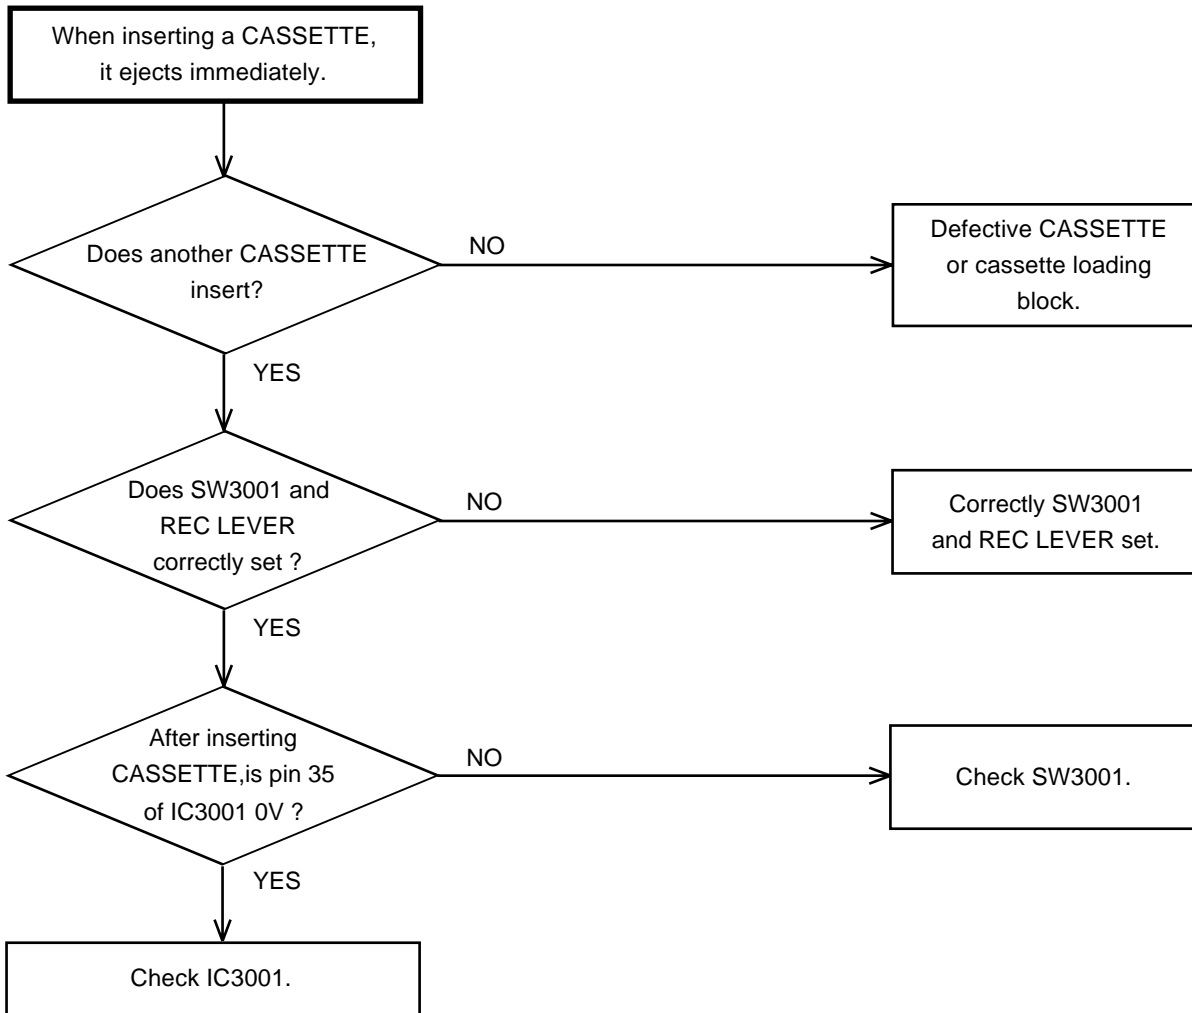 When inserting a CASSETTE,
it ejects immediately.
Does another CASSETTE
insert?
NO
Defective CASSETTE
or cassette loading
block.
YES
Does SW3001 and
REC LEVER
correctly set ?
NO
Correctly SW3001
and REC LEVER set.
YES
After inserting
CASSETTE,is pin 35
of IC3001 0V ?
NO
Check SW3001.
YES
Check IC3001.